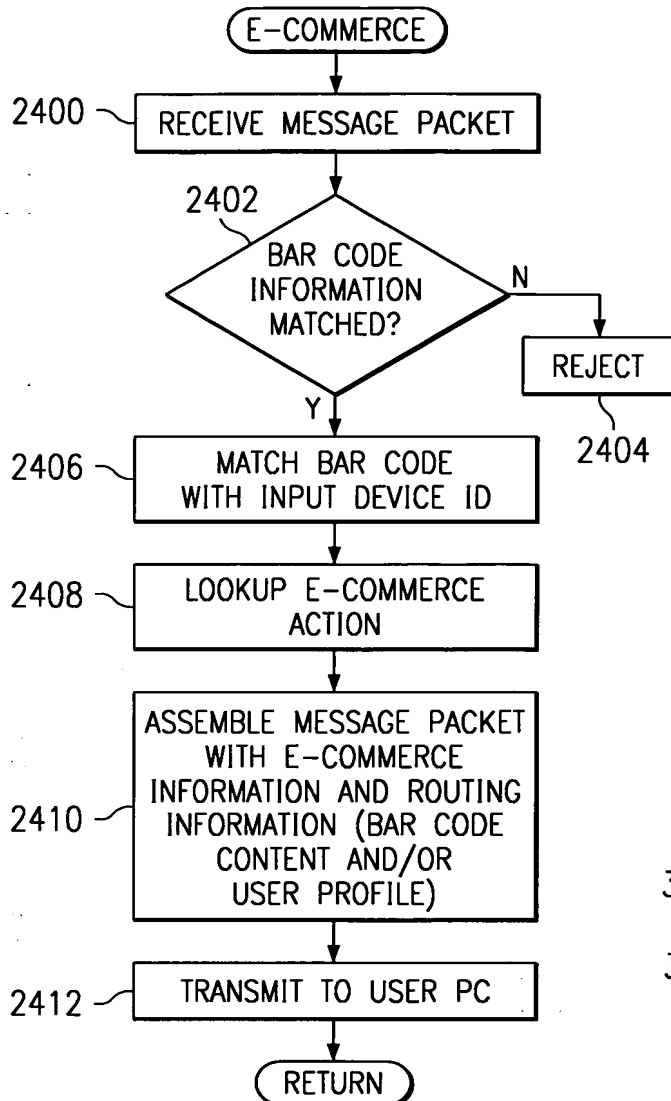 E-COMMERCE
2400
RECEIVE MESSAGE PACKET
2402
BAR CODE
INFORMATION
MATCHED?
N
REJECT
2404
Y
2406
MATCH BAR CODE
WITH INPUT DEVICE ID
2408
LOOKUP E-COMMERCE
ACTION
2410
ASSEMBLE MESSAGE PACKET
WITH E-COMMERCE
INFORMATION AND ROUTING
INFORMATION (BAR CODE
CONTENT AND/OR
USER PROFILE)
2412
TRANSMIT TO USER PC
RETURN